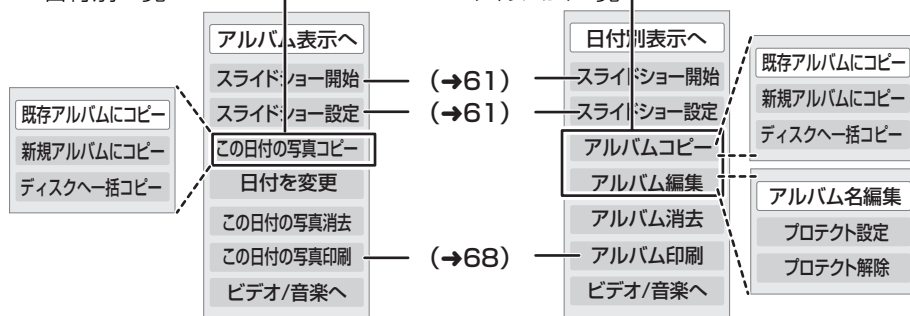 アルバム表示へ
スライドショー開始
スライドショー設定
この日付の写真コピー
日付を変更
この日付の写真消去
この日付の写真印刷
ビデオ/音楽へ
既存アルバムにコピー
新規アルバムにコピー
ディスクへ一括コピー
(➔61)
(➔61)
(➔68)
日付別表示へ
スライドショー開始
スライドショー設定
アルバムコピー
アルバム編集
アルバム消去
アルバム印刷
ビデオ/音楽へ
既存アルバムにコピー
新規アルバムにコピー
ディスクへ一括コピー
アルバム名編集
プロテクト設定
プロテクト解除